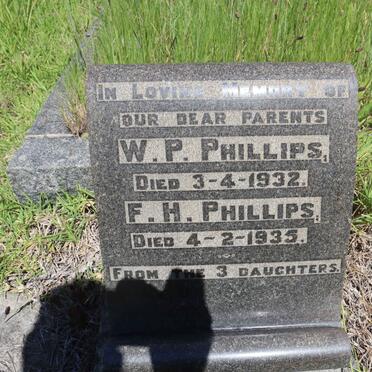 In Loving Memory of
our dear parents
W. P. Phillips,
Died 3-4-1932.
F. H. Phillips,
Died 4-2-1935.
From the 3 daughters.